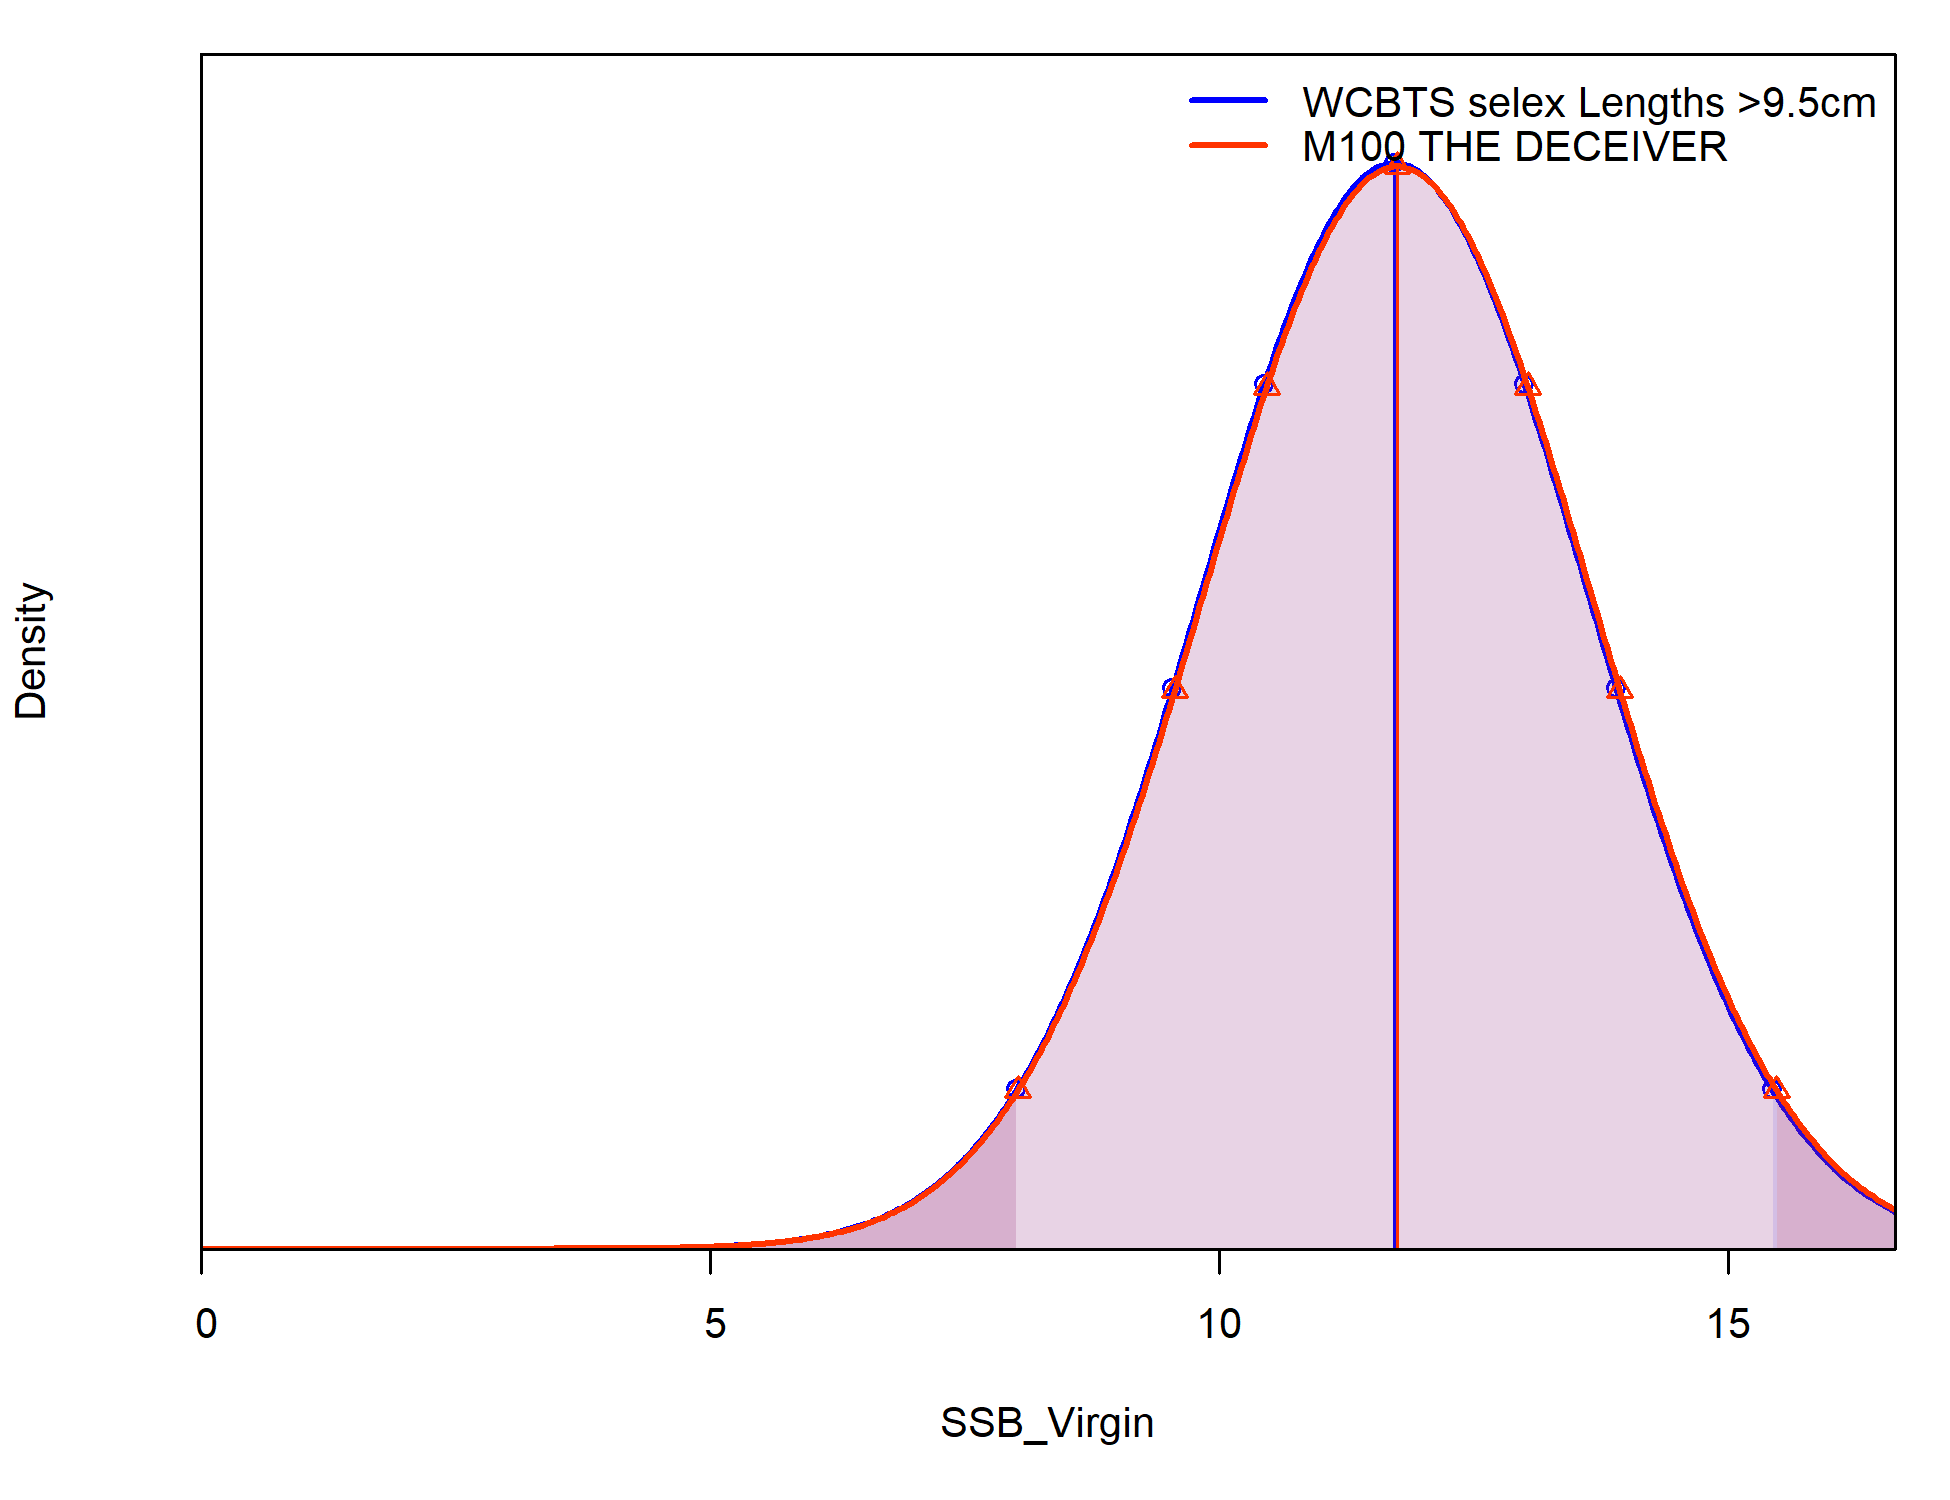 WCBTS selex Lengths >9.5cm
M100 THE DECEIVER
Density
0 5 10 15
SSB_Virgin